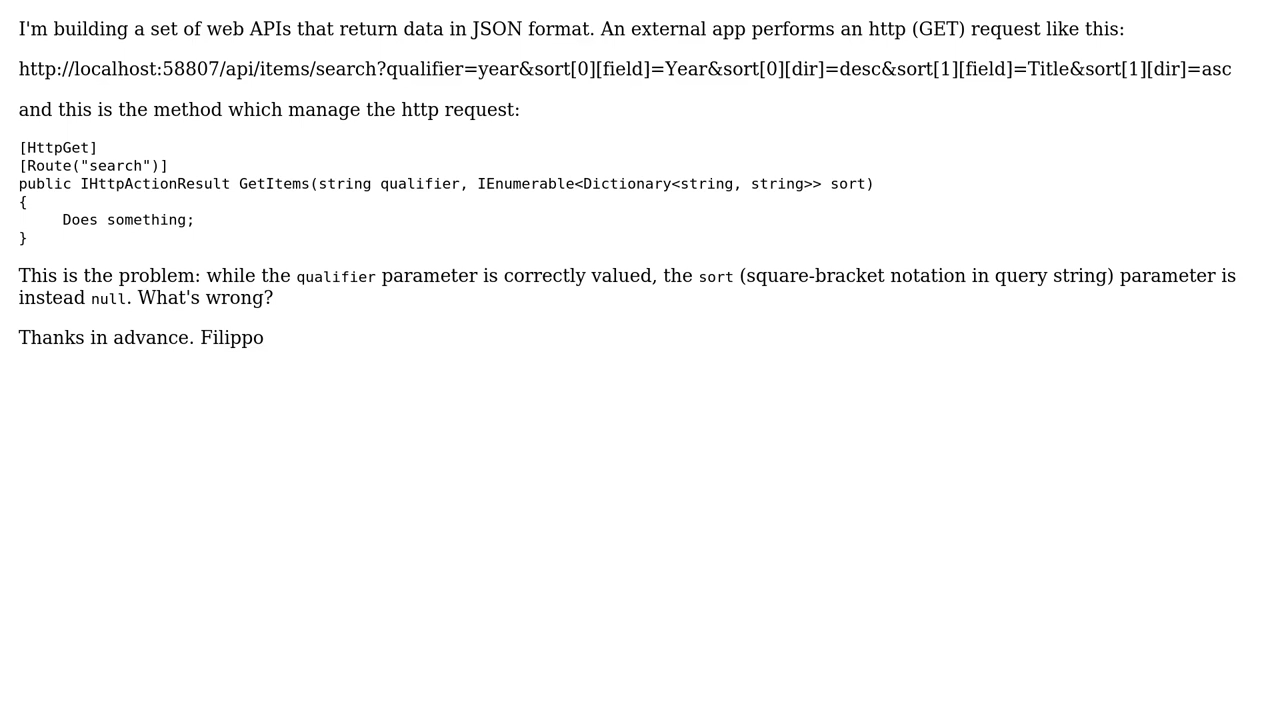 I'm building a set of web APIs that return data in JSON format. An external app performs an http (GET) request like this:
http://localhost:58807/api/items/search?qualifier=year&sort[0][field]=Year&sort[0][dir]=desc&sort[1][field]=Title&sort[1][dir]=asc
and this is the method which manage the http request:
[HttpGet]
[Route("search")]
public IHttpActionResult GetItems(string qualifier, IEnumerable<Dictionary<string, string>> sort)
{
     Does something;
}
This is the problem: while the qualifier parameter is correctly valued, the sort (square-bracket notation in query string) parameter is
instead null. What's wrong?
Thanks in advance. Filippo